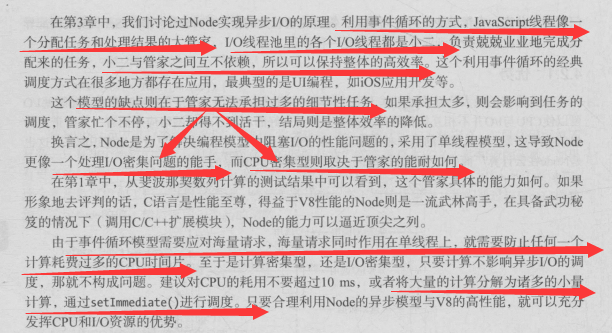 在第3章中，我们讨论过Node实现异步I/O的原理。利用事件循环的方式，JavaScript线程像一
个分配任务和处理结果的大管家，I/O线程池里的各个I/O线程都是小二，负责兢兢业业地完成分
配来的任务，小二与管家之间互不依赖，所以可以保持整体的高效率。这个利用事件循环的经典
调度方式在很多地方都存在应用，最典型的是UI编程，如iOS应用开发等。
这个模型的缺点则在于管家无法承担过多的细节性任务，如果承担太多，则会影响到任务的
调度，管家忙个不停，小二却得不到活干，结局则是整体效率的降低。
换言之，Node是为了解决编程模型中阻塞I/O的性能问题的，采用了单线程模型，这导致Node
更像一个处理I/O密集问题的能手，而CPU密集型则取决于管家的能耐如何。
在第1章中，从斐波那契数列计算的测试结果中可以看到，这个管家具体的能力如何。如果
形象地去评判的话，C语言是性能至尊，得益于V8性能的Node则是一流武林高手，在具备武功秘
笈的情况下（调用C/C++扩展模块），Node的能力可以逼近顶尖之列。
由于事件循环模型需要应对海量请求，海量请求同时作用在单线程上，就需要防止任何一个
计算耗费过多的CPU时间片。至于是计算密集型，还是I/O密集型，只要计算不影响异步I/O的调
度，那就不构成问题。建议对CPU的耗用不要超过10 ms，或者将大量的计算分解为诸多的小量
计算，通过setImmediate()进行调度。只要合理利用Node的异步模型与V8的高性能，就可以充分
发挥CPU和I/O资源的优势。